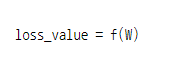 loss_value = f(W)